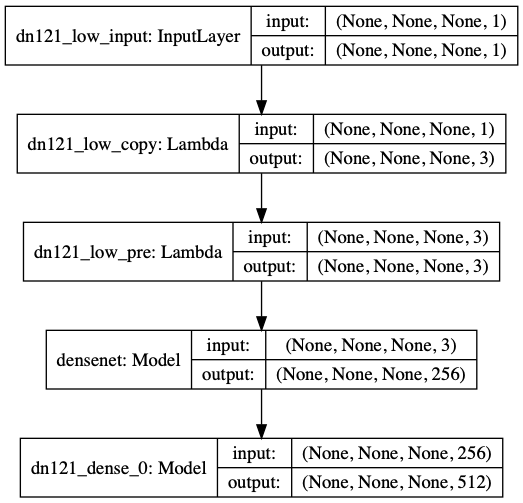 dn121_low_input: InputLayer
input: (None, None, None, 1)
output: (None, None, None, 1)
dn121_low_copy: Lambda
input: (None, None, None, 1)
output: (None, None, None, 3)
dn121_low_pre: Lambda
input: (None, None, None, 3)
output: (None, None, None, 3)
densenet: Model
input: (None, None, None, 3)
output: (None, None, None, 256)
dn121_dense_0: Model
input: (None, None, None, 256)
output: (None, None, None, 512)